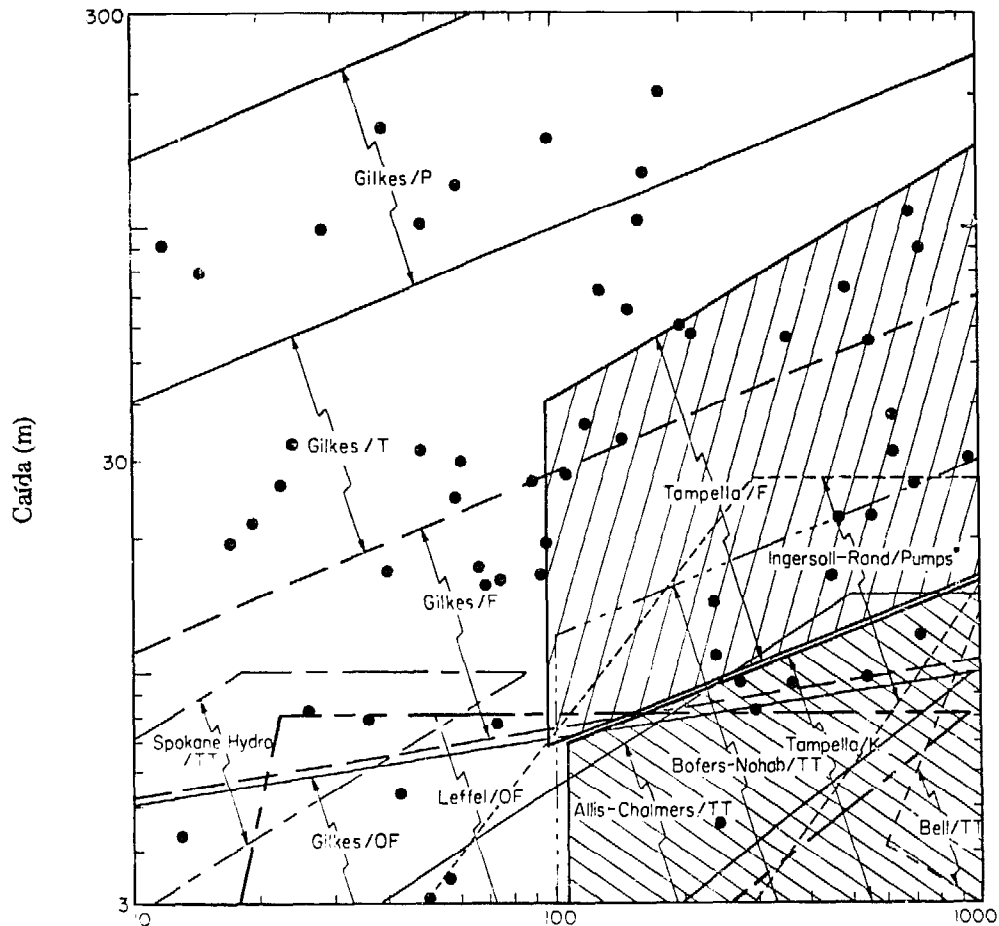 300
Gilkes/P
Gilkes/T
Caída (m)
30
Tampella/F
Ingersoll-Rand/Pumps
Gilkes/F
Spokane Hydro
/TT
Tampella/K
Bofers-Nohab/TT
Leffel/OF
Allis-Chalmers/TT
Gilkes/OF
Bell/TT
3
10
100
1000